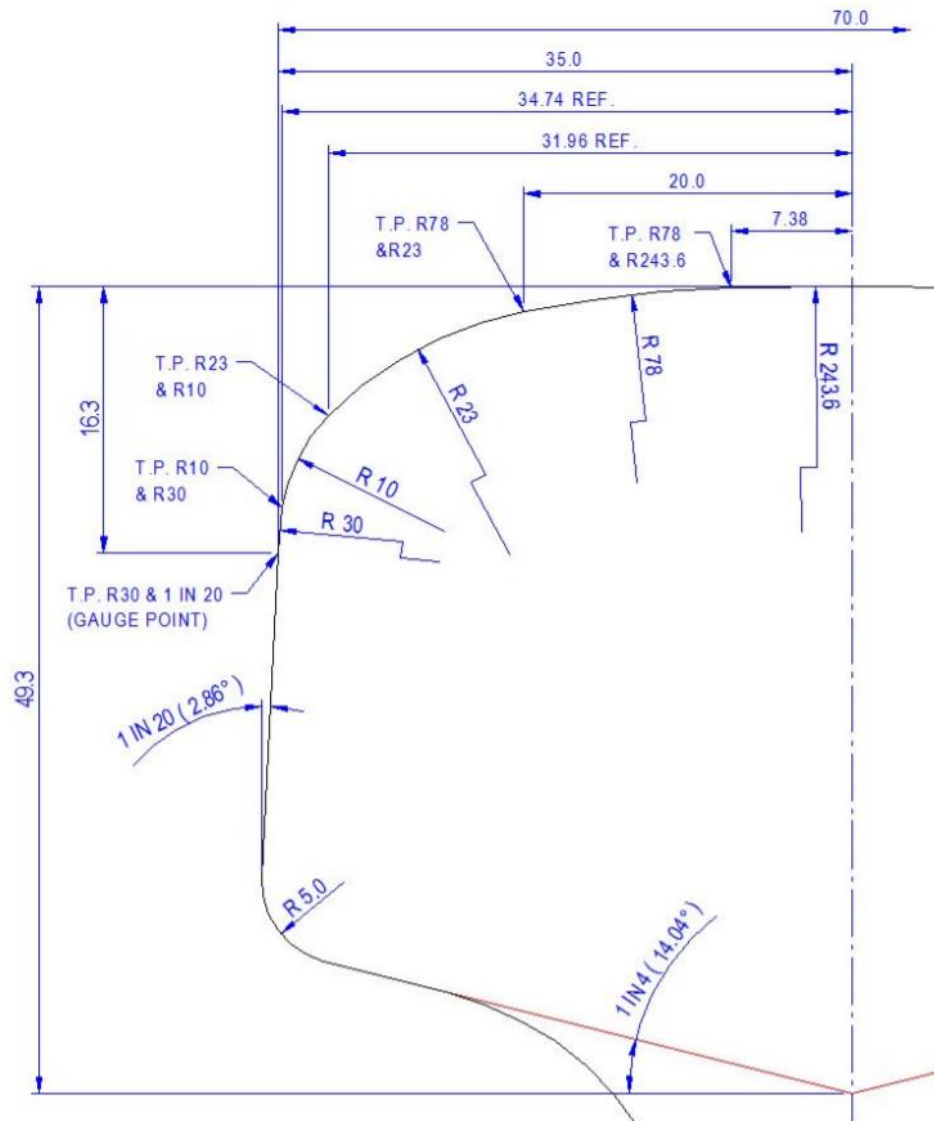 70.0
35.0
34.74 REF.
31.96 REF.
20.0
7.38
T.P. R78
&R23
T.P. R78
& R243.6
R 78
R 243.6
R 23
T.P. R23
& R10
16.3
R 10
T.P. R10
& R30
R 30
T.P. R30 & 1 IN 20
(GAUGE POINT)
49.3
1 IN 20 ( 2.86° )
R 5.0
1 IN 4 ( 14.04° )